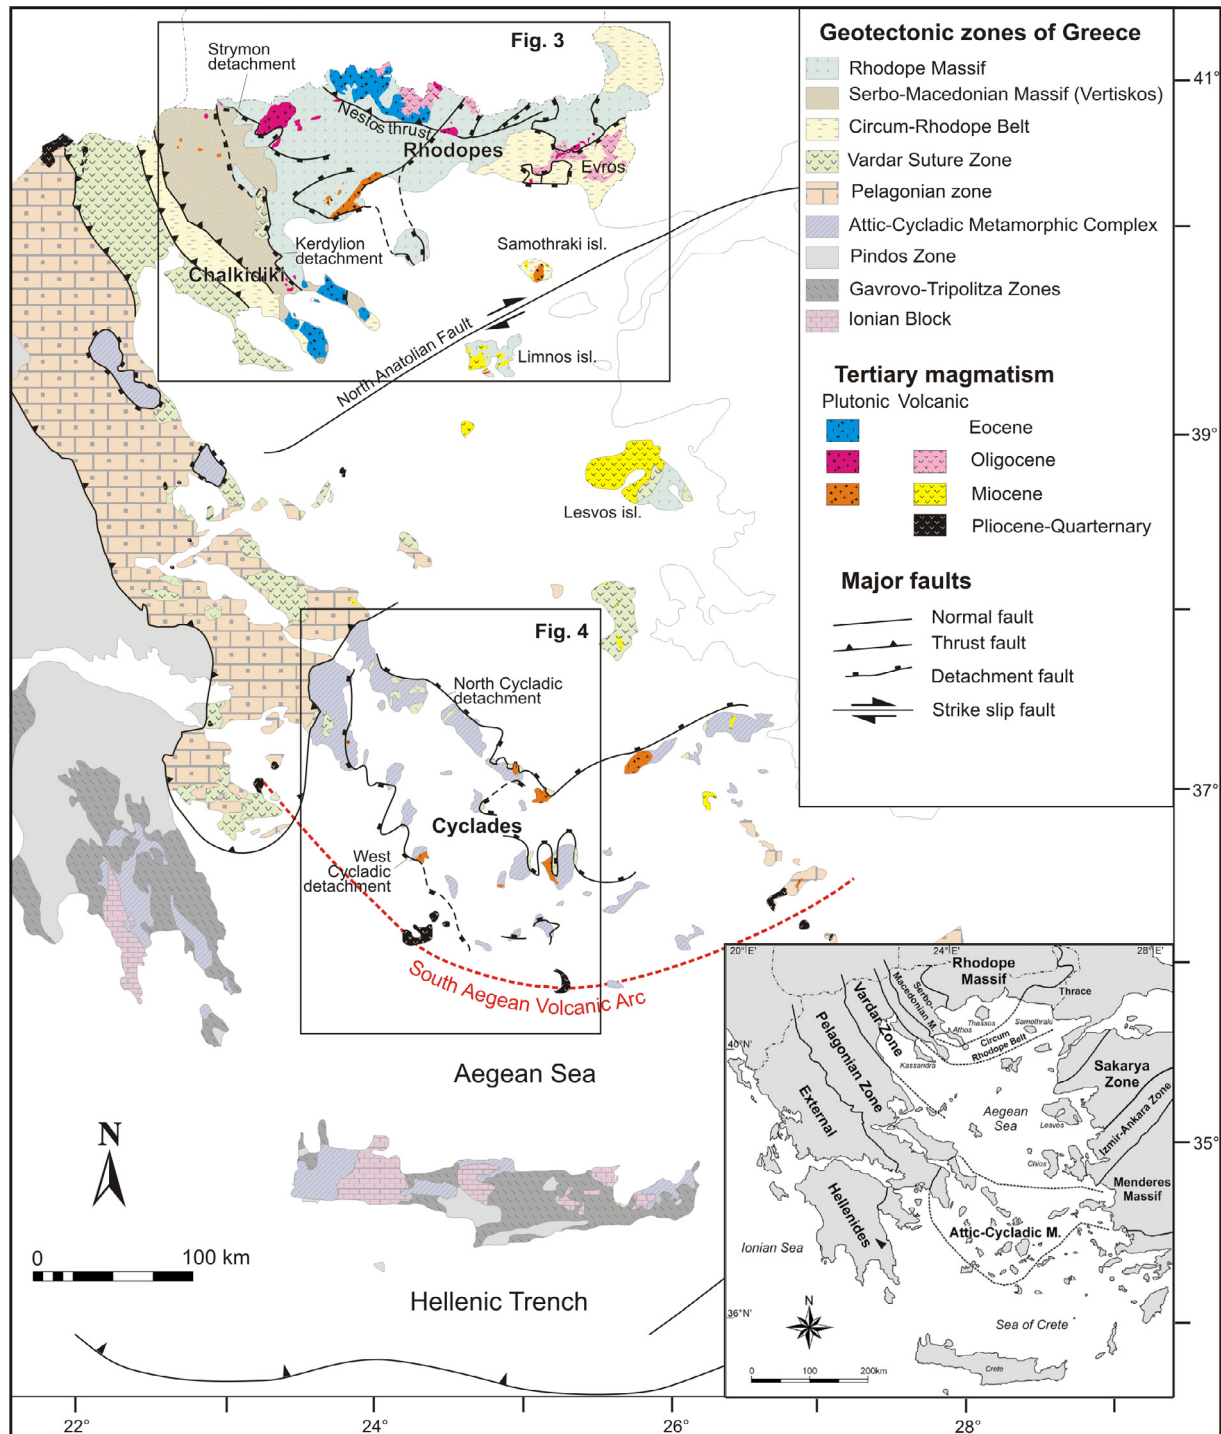 Fig. 3
Strymon
detachment
Nestos thrust
Rhodopes
Evros
Kerdylion
detachment
Chalkidiki
Samothraki isl.
North Anatolian Fault
Limnos isl.
Lesvos isl.
Fig. 4
North Cycladic
detachment
Cyclades
West
Cycladic
detachment
South Aegean Volcanic Arc
Aegean Sea
N
0
100 km
Hellenic Trench
22°
24°
26°
28°
41°
39°
37°
35°
Geotectonic zones of Greece
Rhodope Massif
Serbo-Macedonian Massif (Vertiskos)
Circum-Rhodope Belt
Vardar Suture Zone
Pelagonian zone
Attic-Cycladic Metamorphic Complex
Pindos Zone
Gavrovo-Tripolitza Zones
Ionian Block
Tertiary magmatism
Plutonic Volcanic
Eocene
Oligocene
Miocene
Pliocene-Quarternary
Major faults
Normal fault
Thrust fault
Detachment fault
Strike slip fault
20°E'
24°E'
28°E'
Rhodope
Massif
Serbo-
Macedonian M.
Vardar Zone
Pelagonian Zone
External
Hellenides
Thrace
Thassos
Samothraki
Athos
Circum
Rhodope Belt
Kassandra
40°N'
Sakarya
Zone
Izmir-Ankara Zone
Aegean
Sea
Lesvos
Chios
Menderes
Massif
Attic-Cycladic M.
Ionian Sea
36°N'
N
Sea of Crete
Crete
0 100 200km